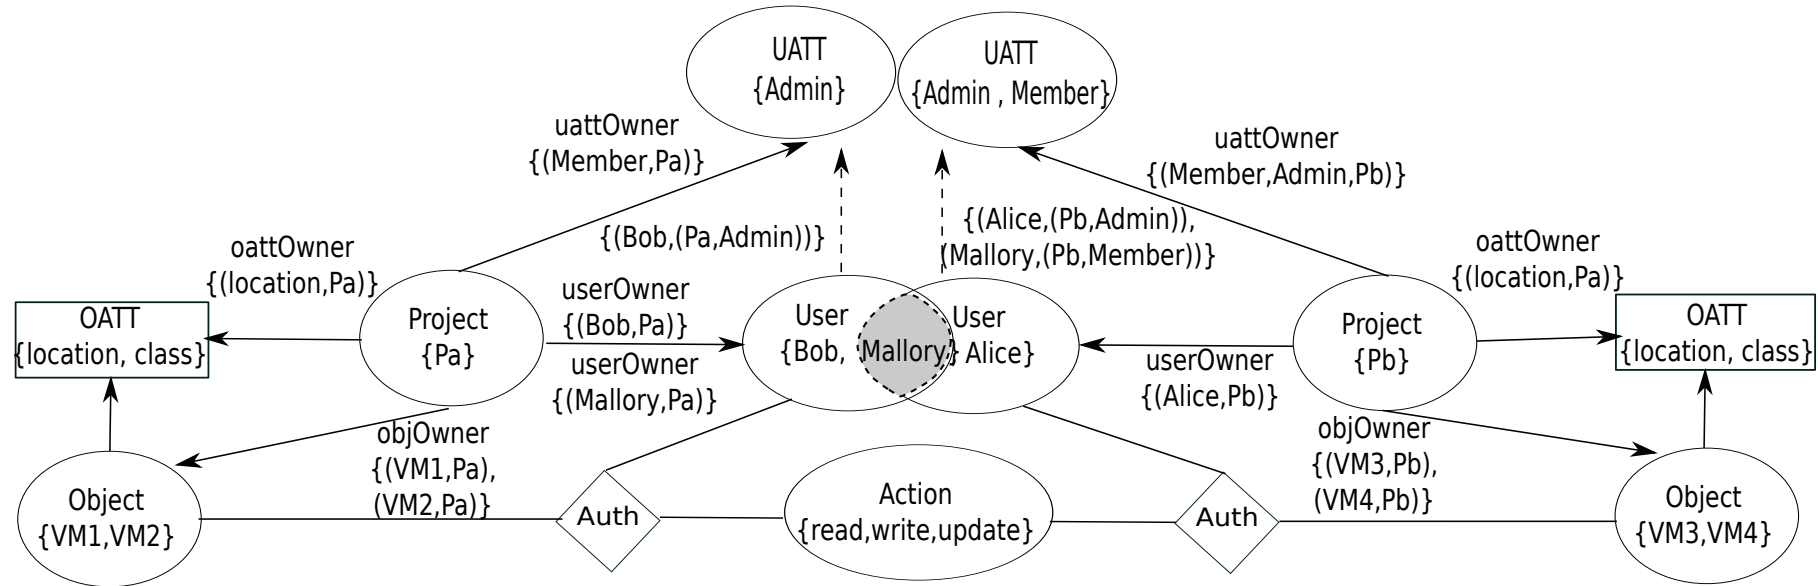 UATT
{Admin}
UATT
{Admin , Member}
uattOwner
{(Member,Pa)}
uattOwner
{(Member,Admin,Pb)}
{(Bob,(Pa,Admin))}
{(Alice,(Pb,Admin)),
(Mallory,(Pb,Member))}
oattOwner
{(location,Pa)}
oattOwner
{(location,Pa)}
OATT
{location, class}
Project
{Pa}
userOwner
{(Bob,Pa)}
userOwner
{(Mallory,Pa)}
User
{Bob,
Mallory}
User
Alice}
userOwner
{(Alice,Pb)}
Project
{Pb}
OATT
{location, class}
objOwner
{(VM1,Pa),
(VM2,Pa)}
objOwner
{(VM3,Pb),
(VM4,Pb)}
Object
{VM1,VM2}
Auth
Action
{read,write,update}
Auth
Object
{VM3,VM4}